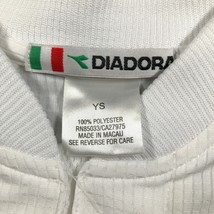 DIADORA
YS
100% POLYESTER
RN85033/CA27975
MADE IN MACAU
SEE REVERSE FOR CARE